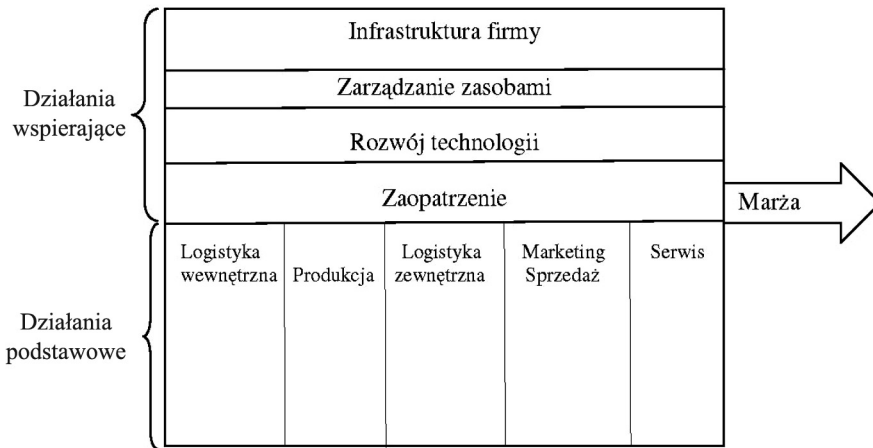 Infrastruktura firmy
Zarządzanie zasobami
Działania
wspierające
Rozwój technologii
Zaopatrzenie
Marża
Logistyka
wewnętrzna
Produkcja
Logistyka
zewnętrzna
Marketing
Sprzedaż
Serwis
Działania
podstawowe